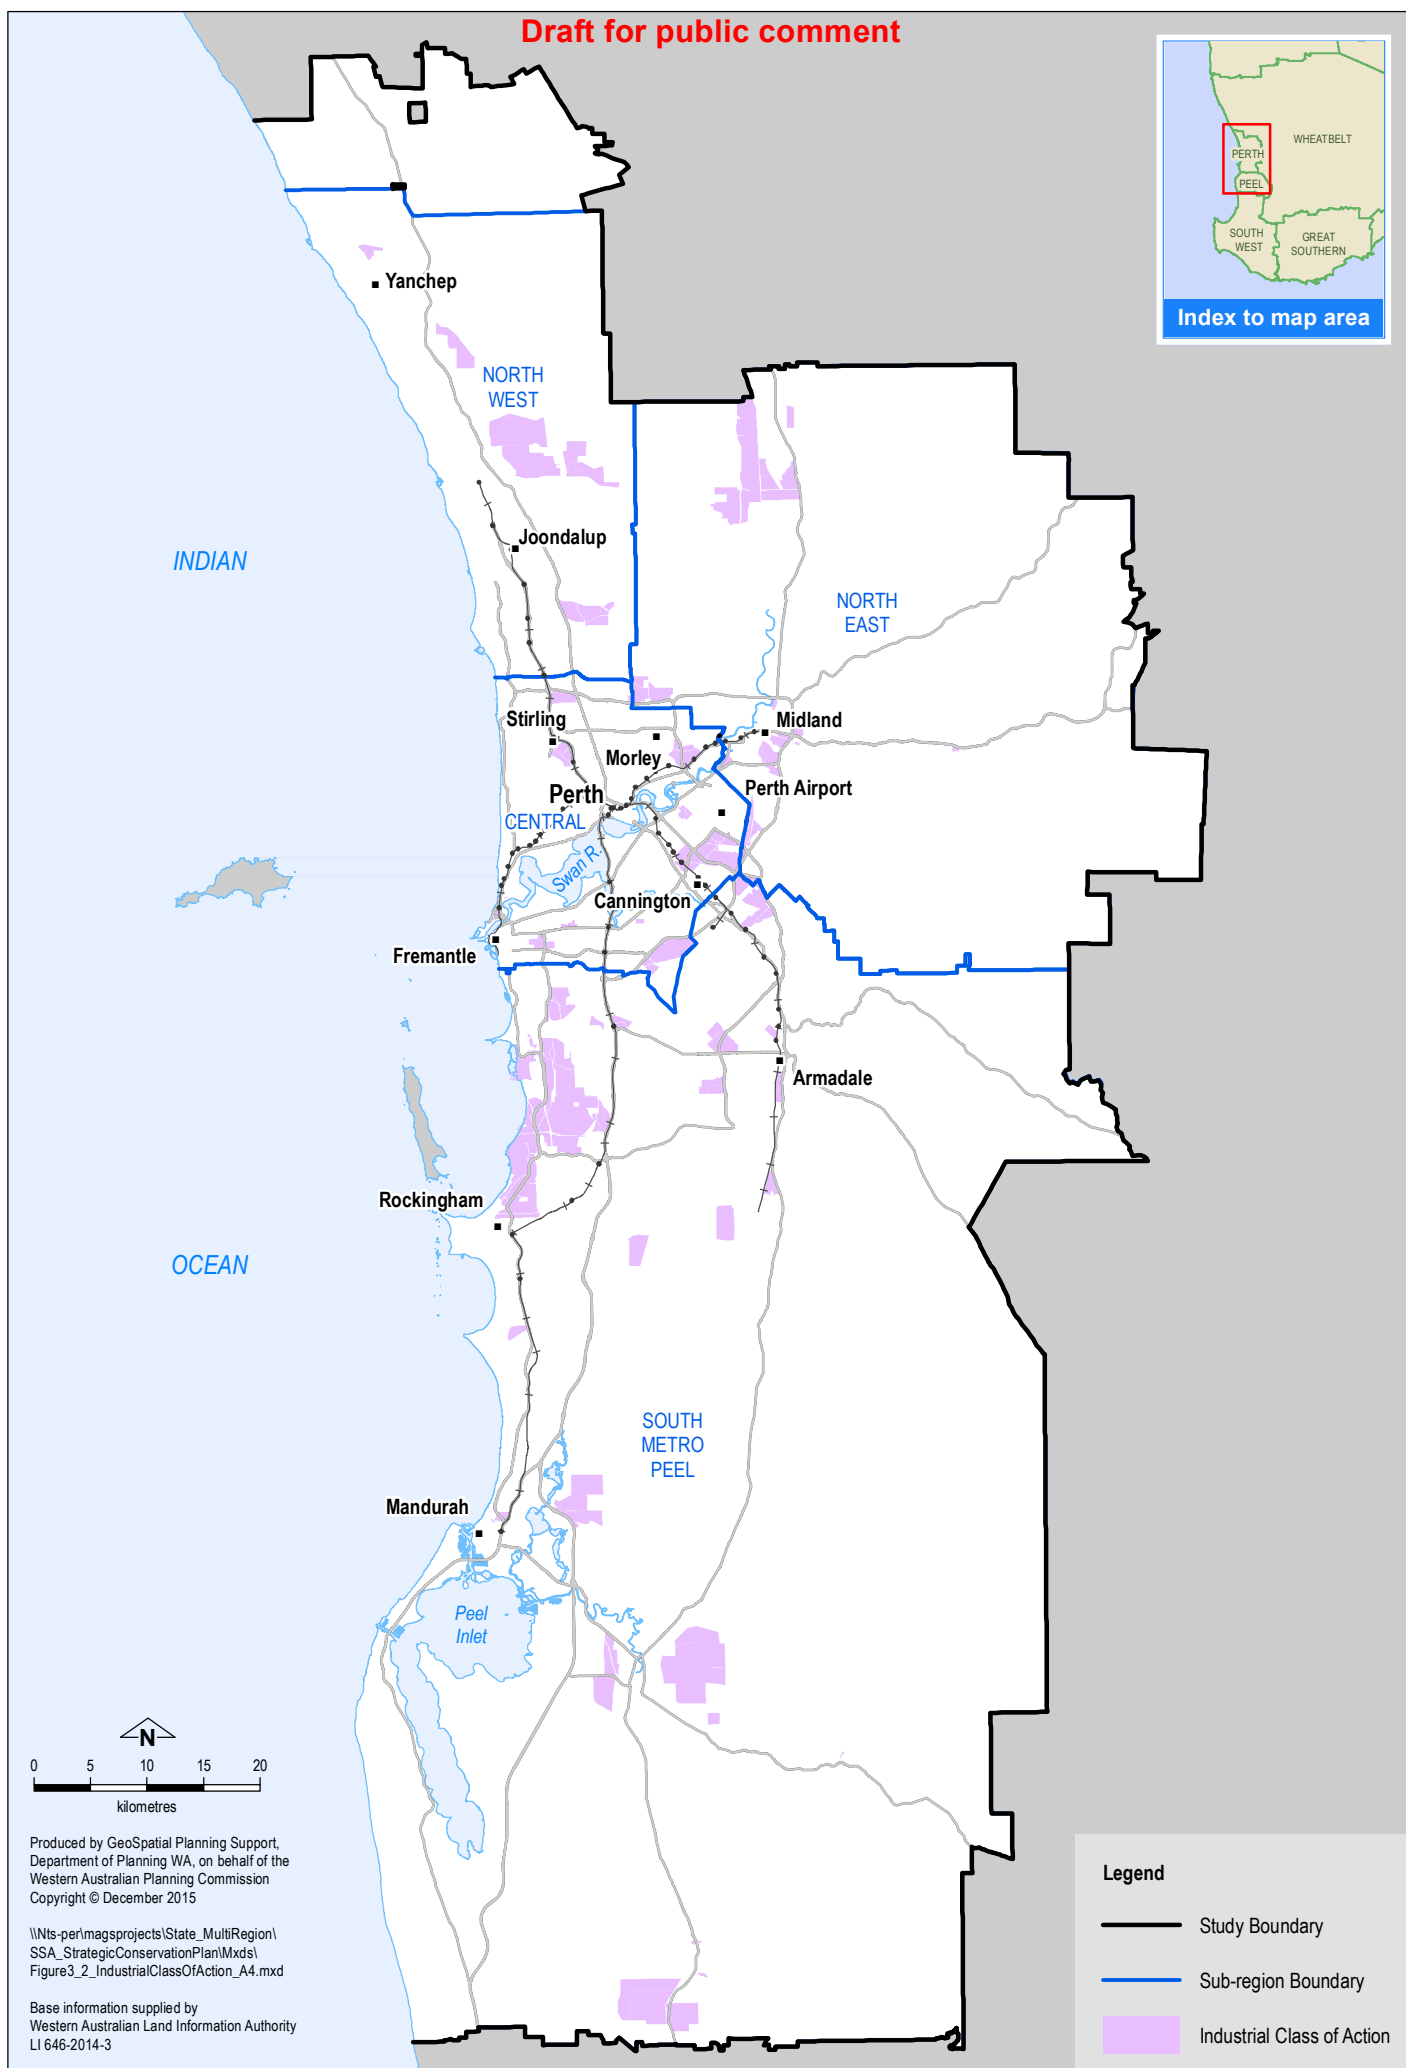 Draft for public comment
WHEATBELT
PERTH
PEEL
SOUTH
WEST
GREAT
SOUTHERN
Index to map area
Yanchep
NORTH
WEST
Joondalup
INDIAN
NORTH
EAST
Stirling
Midland
Morley
Perth Airport
Perth
CENTRAL
Swan R.
Cannington
Fremantle
Armadale
Rockingham
OCEAN
SOUTH
METRO
PEEL
Mandurah
Peel
Inlet
N
0 5 10 15 20
kilometres
Produced by GeoSpatial Planning Support,
Department of Planning WA, on behalf of the
Western Australian Planning Commission
Copyright © December 2015
\\Nts-per\magsprojects\State_MultiRegion\
SSA_StrategicConservationPlan\Mxds\
Figure3_2_IndustrialClassOfAction_A4.mxd
Base information supplied by
Western Australian Land Information Authority
LI 646-2014-3
Legend
Study Boundary
Sub-region Boundary
Industrial Class of Action